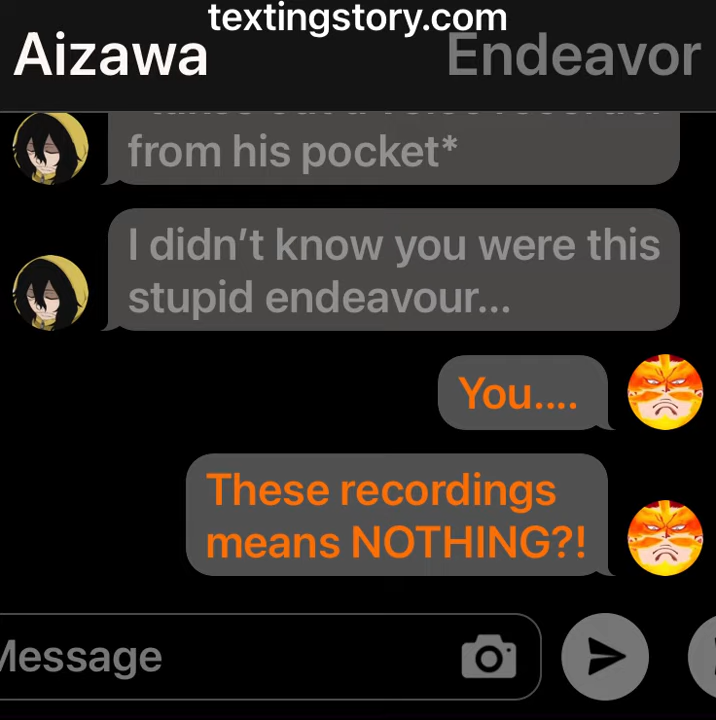 textingstory.com
Aizawa
Endeavor
from his pocket*
I didn't know you were this
stupid endeavour...
You....
These recordings
means NOTHING?!
Message